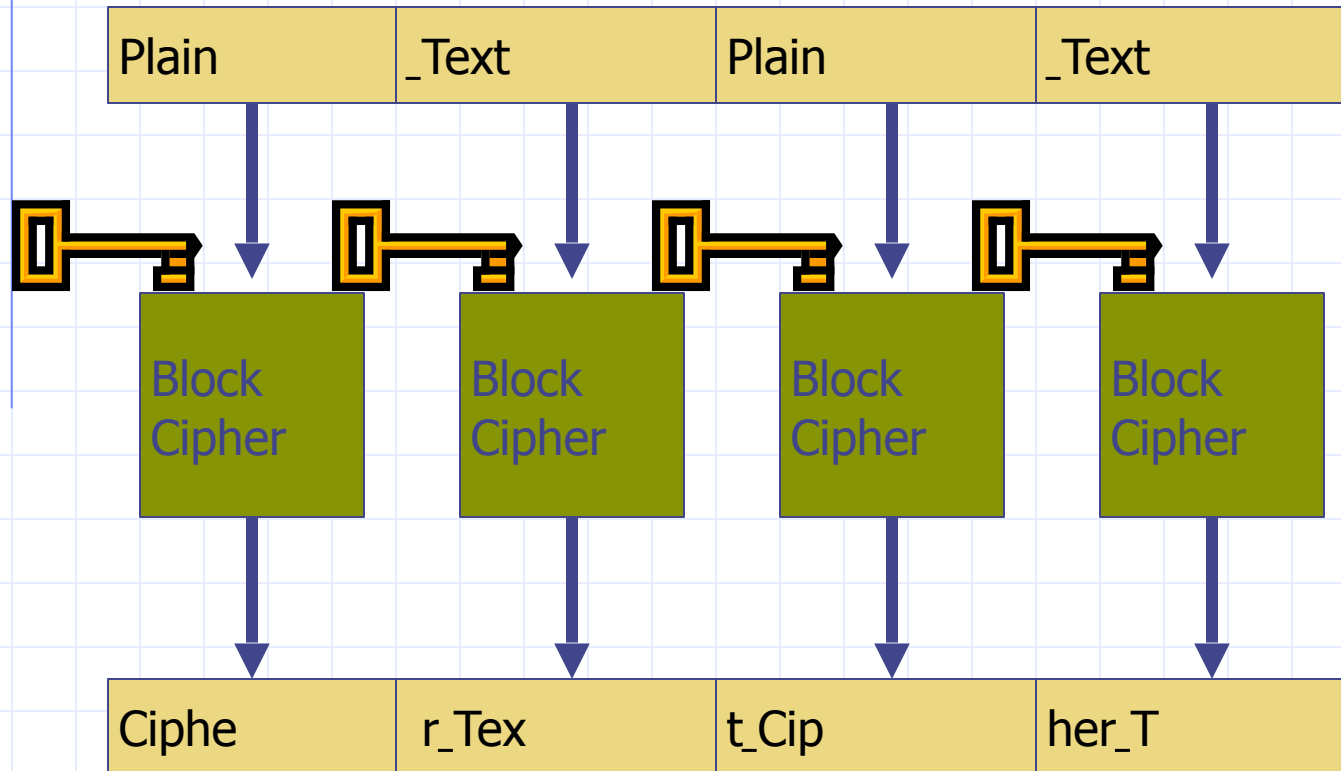 Plain _Text Plain _Text
Block Block Block Block
Cipher Cipher Cipher Cipher
Ciphe r_Tex t_Cip her_T